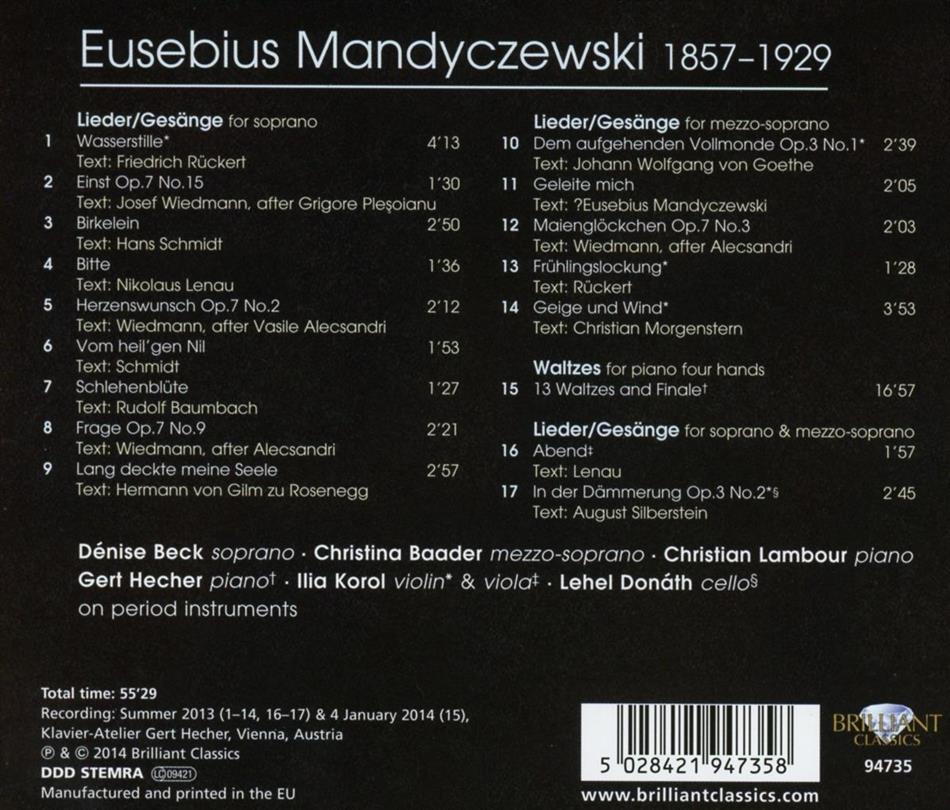 Eusebius Mandyczewski 1857–1929
Lieder/Gesänge for soprano
1 Wasserstille* 4’13
Text: Friedrich Rückert
2 Einst Op.7 No.15 1’30
Text: Josef Wiedmann, after Grigore Pleşoianu
3 Birkelein 2’50
Text: Hans Schmidt
4 Bitte 1’36
Text: Nikolaus Lenau
5 Herzenswunsch Op.7 No.2 2’12
Text: Wiedmann, after Vasile Alecsandri
6 Vom heil’gen Nil 1’53
Text: Schmidt
7 Schlehenblüte 1’27
Text: Rudolf Baumbach
8 Frage Op.7 No.9 2’21
Text: Wiedmann, after Alecsandri
9 Lang deckte meine Seele 2’57
Text: Hermann von Gilm zu Rosenegg
Lieder/Gesänge for mezzo-soprano
10 Dem aufgehenden Vollmonde Op.3 No.1* 2’39
Text: Johann Wolfgang von Goethe
11 Geleite mich 2’05
Text: ?Eusebius Mandyczewski
12 Maienglöckchen Op.7 No.3 2’03
Text: Wiedmann, after Alecsandri
13 Frühlingslockung* 1’28
Text: Rückert
14 Geige und Wind* 3’53
Text: Christian Morgenstern
Waltzes for piano four hands
15 13 Waltzes and Finale† 16’57
Lieder/Gesänge for soprano & mezzo-soprano
16 Abend‡ 1’57
Text: Lenau
17 In der Dämmerung Op.3 No.2*§ 2’45
Text: August Silberstein
Dénise Beck soprano · Christina Baader mezzo-soprano · Christian Lambour piano
Gert Hecher piano† · Ilia Korol violin* & viola‡ · Lehel Donáth cello§
on period instruments
Total time: 55’29
Recording: Summer 2013 (1–14, 16–17) & 4 January 2014 (15),
Klavier-Atelier Gert Hecher, Vienna, Austria
℗ & © 2014 Brilliant Classics
DDD STEMRA LC 09421
Manufactured and printed in the EU
5 028421 947358
www.brilliantclassics.com
BRILLIANT
CLASSICS
94735